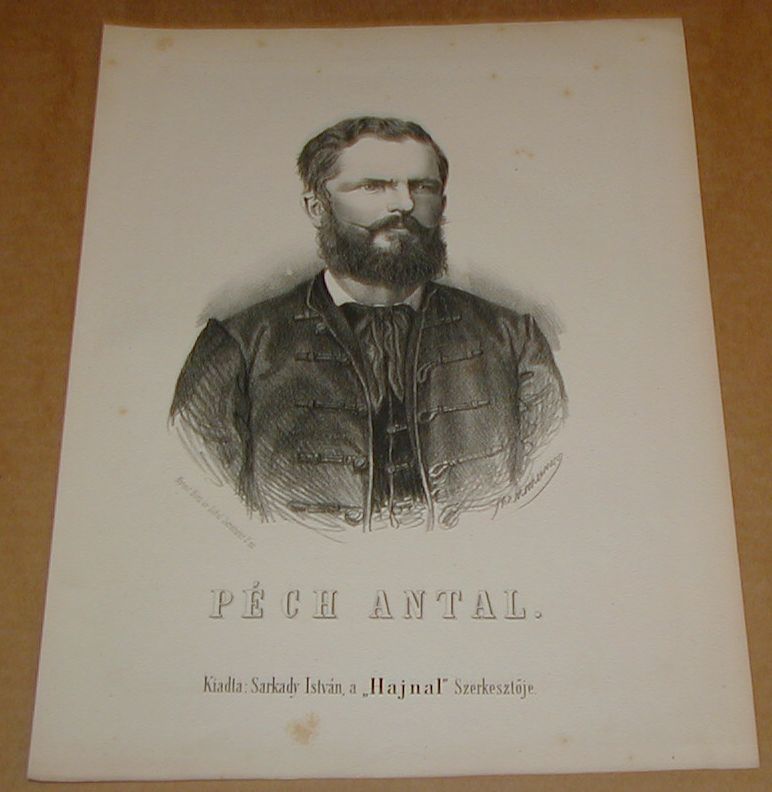 PÉCH ANTAL.
Kiadta: Sarkady István, a „Hajnal" Szerkesztője.